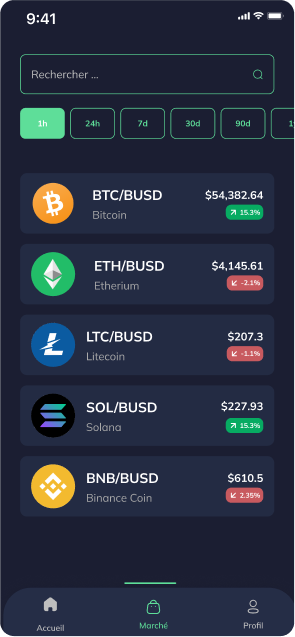 9:41
Rechercher ...
1h 24h 7d 30d 90d
BTC/BUSD $54,382.64
Bitcoin 15.3%
ETH/BUSD $4,145.61
Etherium -2.1%
LTC/BUSD $207.3
Litecoin -1.1%
SOL/BUSD $227.93
Solana 15.3%
BNB/BUSD $610.5
Binance Coin 2.35%
Accueil Marché Profil